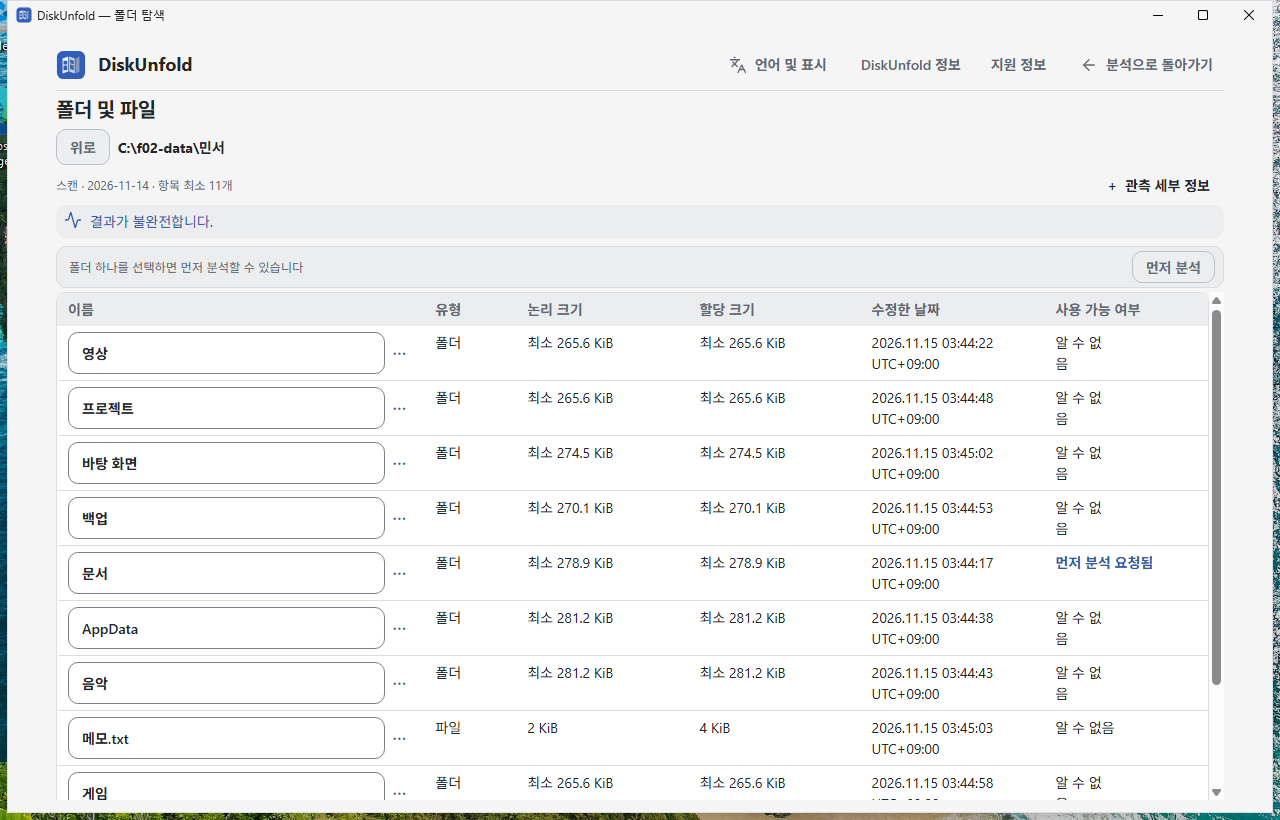 DiskUnfold — 폴더 탐색
DiskUnfold
언어 및 표시
DiskUnfold 정보
지원 정보
분석으로 돌아가기
폴더 및 파일
위로
C:\f02-data\민서
스캔 · 2026-11-14 · 항목 최소 11개
+ 관측 세부 정보
결과가 불완전합니다.
폴더 하나를 선택하면 먼저 분석할 수 있습니다
먼저 분석
이름 유형 논리 크기 할당 크기 수정한 날짜 사용 가능 여부
영상 ... 폴더 최소 265.6 KiB 최소 265.6 KiB 2026.11.15 03:44:22 알 수 없
UTC+09:00 음
프로젝트 ... 폴더 최소 265.6 KiB 최소 265.6 KiB 2026.11.15 03:44:48 알 수 없
UTC+09:00 음
바탕 화면 ... 폴더 최소 274.5 KiB 최소 274.5 KiB 2026.11.15 03:45:02 알 수 없
UTC+09:00 음
백업 ... 폴더 최소 270.1 KiB 최소 270.1 KiB 2026.11.15 03:44:53 알 수 없
UTC+09:00 음
문서 ... 폴더 최소 278.9 KiB 최소 278.9 KiB 2026.11.15 03:44:17 먼저 분석 요청됨
UTC+09:00
AppData ... 폴더 최소 281.2 KiB 최소 281.2 KiB 2026.11.15 03:44:38 알 수 없
UTC+09:00 음
음악 ... 폴더 최소 281.2 KiB 최소 281.2 KiB 2026.11.15 03:44:43 알 수 없
UTC+09:00 음
메모.txt ... 파일 2 KiB 4 KiB 2026.11.15 03:45:03 알 수 없음
UTC+09:00
게임 ... 폴더 최소 265.6 KiB 최소 265.6 KiB 2026.11.15 03:44:58 알 수 없